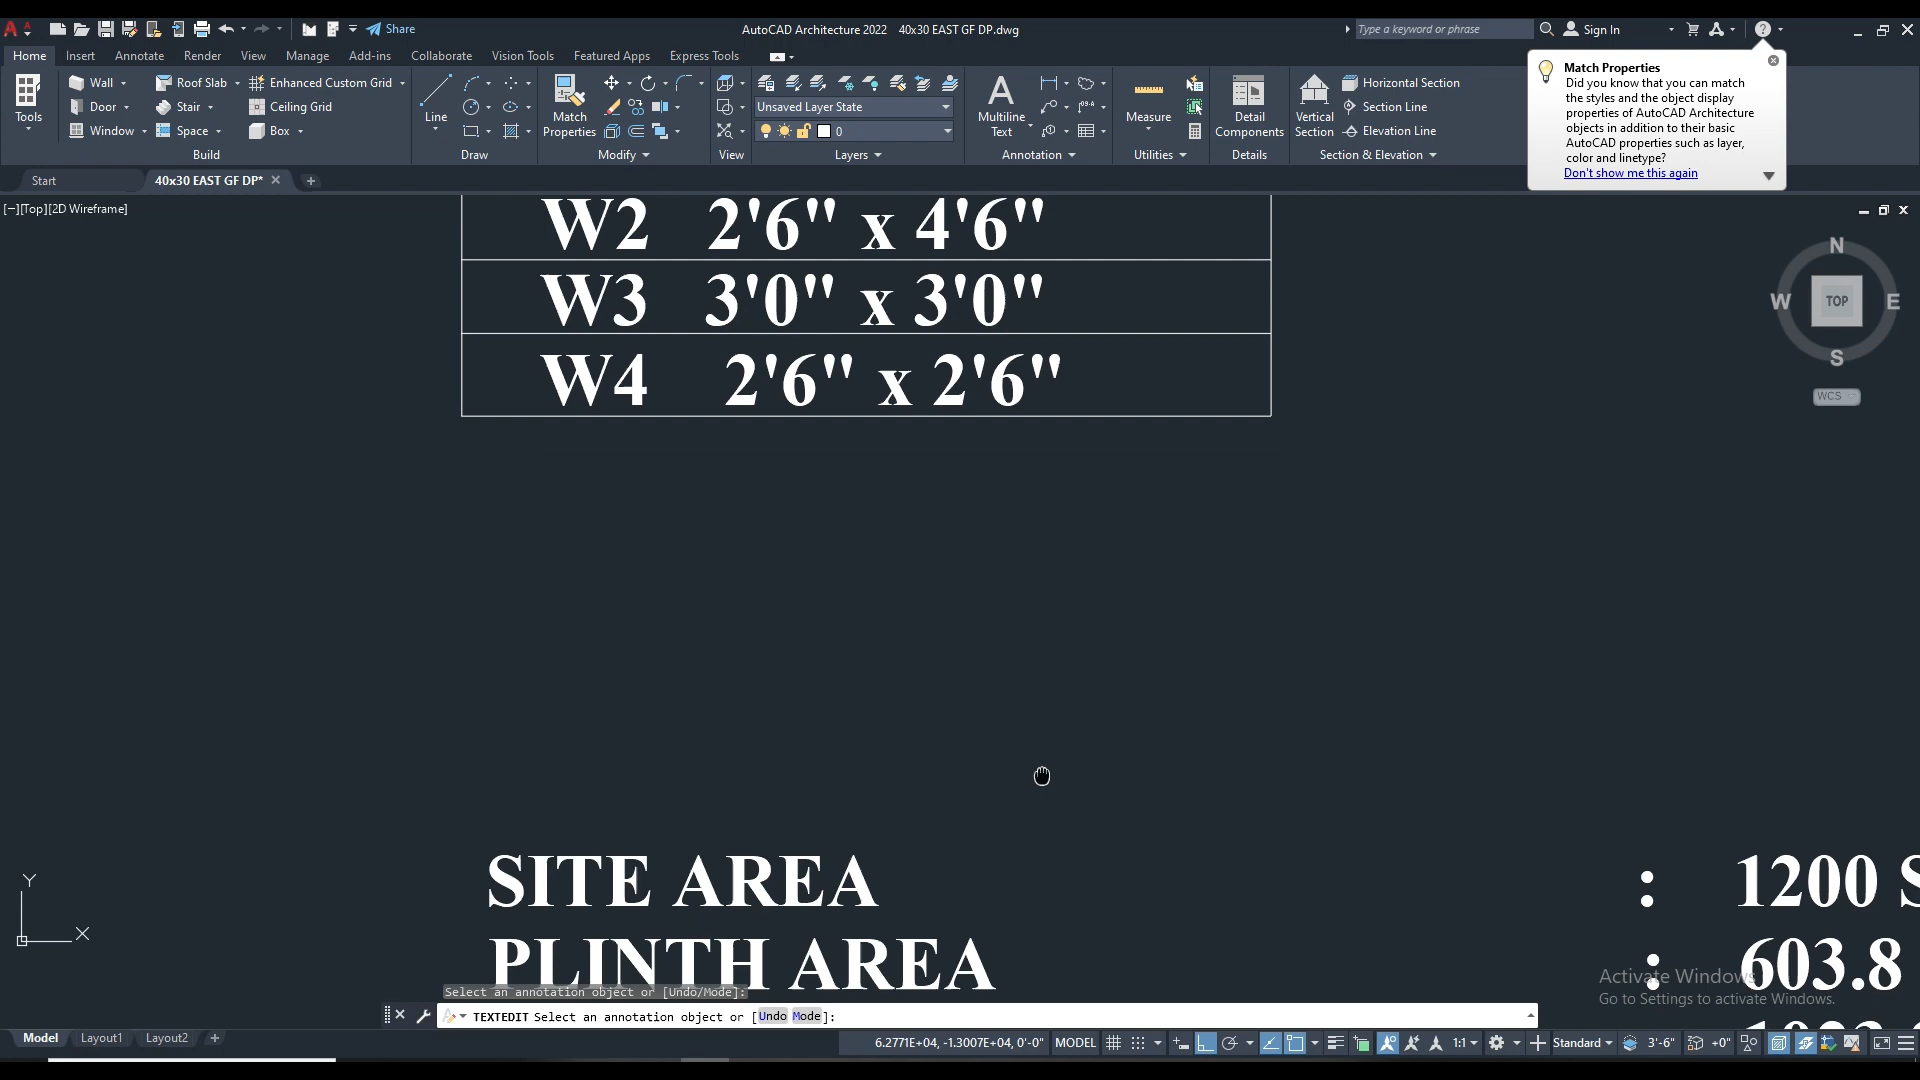 Share
AutoCAD Architecture 2022 40x30 EAST GF DP.dwg
Type a keyword or phrase
Sign In
Home Insert Annotate Render View Manage Add-ins Collaborate Vision Tools Featured Apps Express Tools
Tools
Wall Roof Slab Enhanced Custom Grid
Door Stair Ceiling Grid
Window Space Box
Build
Line
Draw
Match Properties
Modify
View
Unsaved Layer State
0
Layers
Multiline Text
Annotation
Measure
Utilities
Detail Components
Details
Vertical Section
Horizontal Section
Section Line
Elevation Line
Section & Elevation
Match Properties
Did you know that you can match
the styles and the object display
properties of AutoCAD Architecture
objects in addition to their basic
AutoCAD properties such as layer,
color and linetype?
Don't show me this again
Start 40x30 EAST GF DP*
[−][Top][2D Wireframe]
W2 2'6" x 4'6"
W3 3'0" x 3'0"
W4 2'6" x 2'6"
N
W TOP E
S
WCS
SITE AREA : 1200 S
PLINTH AREA : 603.8
Y
X
Activate Windows
Go to Settings to activate Windows.
Select an annotation object or [Undo/Mode]:
TEXTEDIT Select an annotation object or [Undo Mode]:
Model Layout1 Layout2
6.2771E+04, -1.3007E+04, 0'-0" MODEL 1:1 Standard 3'-6" +0"